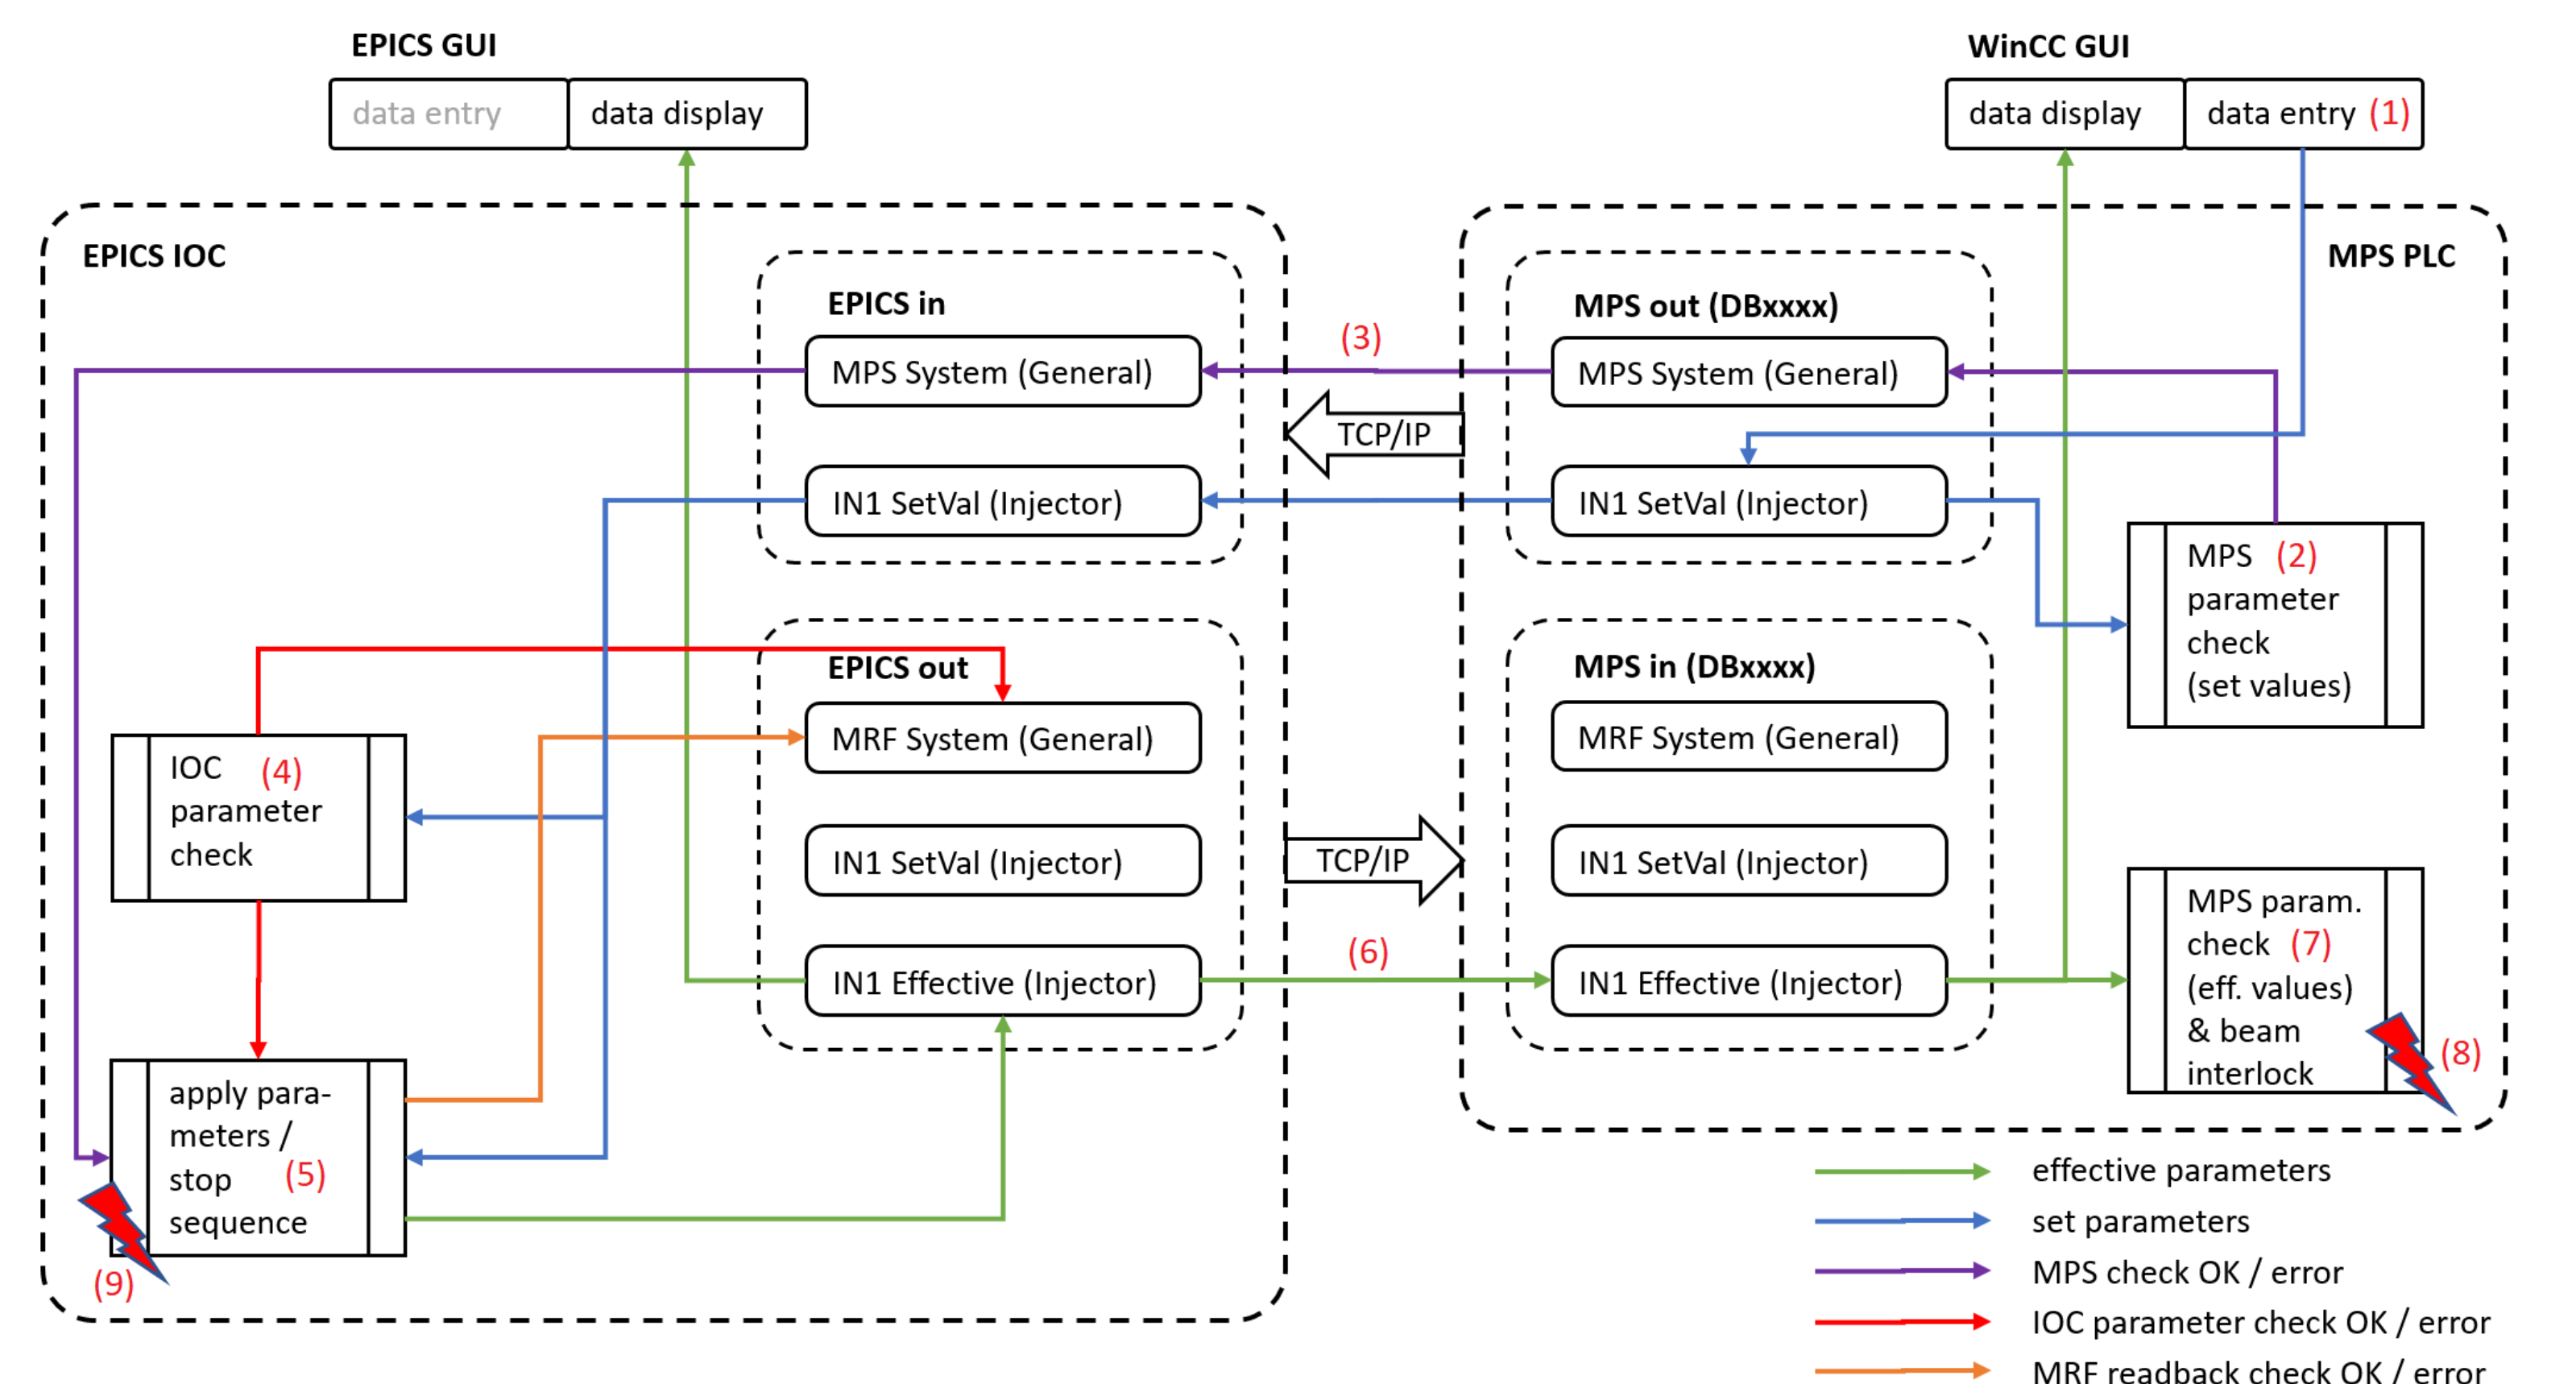 EPICS GUI
data entry
data display
WinCC GUI
data display
data entry (1)
EPICS IOC
EPICS in
MPS System (General)
IN1 SetVal (Injector)
(3)
TCP/IP
MPS PLC
MPS out (DBxxxx)
MPS System (General)
IN1 SetVal (Injector)
MPS (2)
parameter
check
(set values)
EPICS out
MRF System (General)
IN1 SetVal (Injector)
IN1 Effective (Injector)
IOC (4)
parameter
check
apply para-
meters /
stop (5)
sequence
(9)
TCP/IP
(6)
MPS in (DBxxxx)
MRF System (General)
IN1 SetVal (Injector)
IN1 Effective (Injector)
MPS param.
check (7)
(eff. values)
& beam
interlock
(8)
effective parameters
set parameters
MPS check OK / error
IOC parameter check OK / error
MRF readback check OK / error